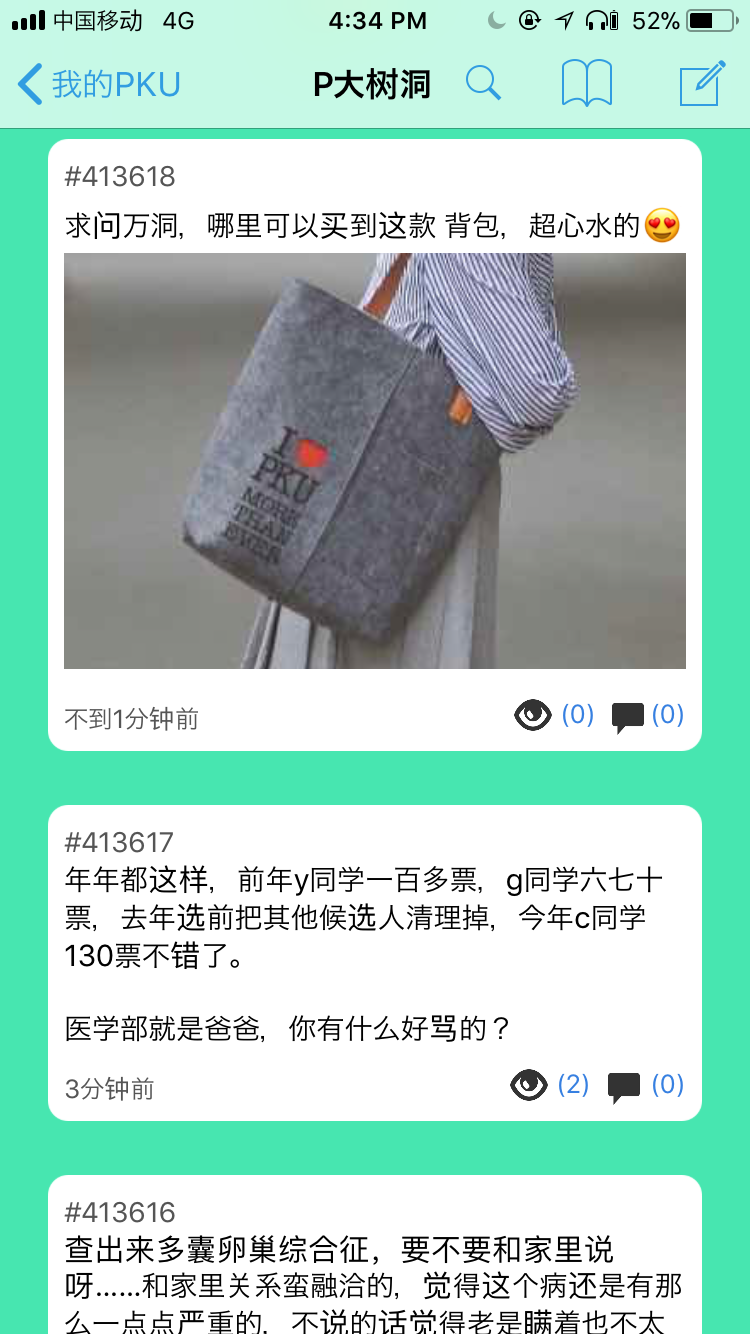 中国移动 4G 4:34 PM 52%
我的PKU P大树洞
#413618
求问万洞，哪里可以买到这款 背包，超心水的😍
I ❤
PKU
MORE
THAN
EVER
不到1分钟前 (0) (0)
#413617
年年都这样，前年y同学一百多票，g同学六七十
票，去年选前把其他候选人清理掉，今年c同学
130票不错了。
医学部就是爸爸，你有什么好骂的？
3分钟前 (2) (0)
#413616
查出来多囊卵巢综合征，要不要和家里说
呀……和家里关系蛮融洽的，觉得这个病还是有那
么一点点严重的，不说的话觉得老是瞒着也不太